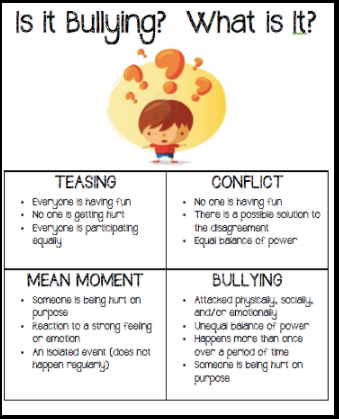 Is it Bullying? What is It?
TEASING
• Everyone is having fun
• No one is getting hurt
• Everyone is participating
equally
CONFLICT
• No one is having fun
• There is a possible solution to
the disagreement
• Equal balance of power
MEAN MOMENT
• Someone is being hurt on
purpose
• Reaction to a strong feeling
or emotion
• An isolated event (does not
happen regularly)
BULLYING
• Attacked physically, socially,
and/or emotionally
• Unequal balance of power
• Happens more than once
over a period of time
• Someone is being hurt on
purpose